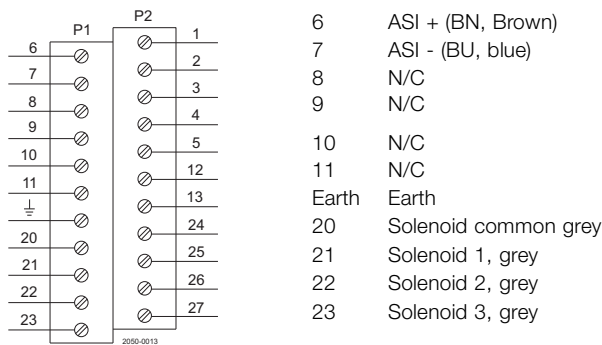 P1
P2
6
7
8
9
10
11
20
21
22
23
1
2
3
4
5
12
13
24
25
26
27
2050-0013
6 ASI + (BN, Brown)
7 ASI - (BU, blue)
8 N/C
9 N/C
10 N/C
11 N/C
Earth Earth
20 Solenoid common grey
21 Solenoid 1, grey
22 Solenoid 2, grey
23 Solenoid 3, grey